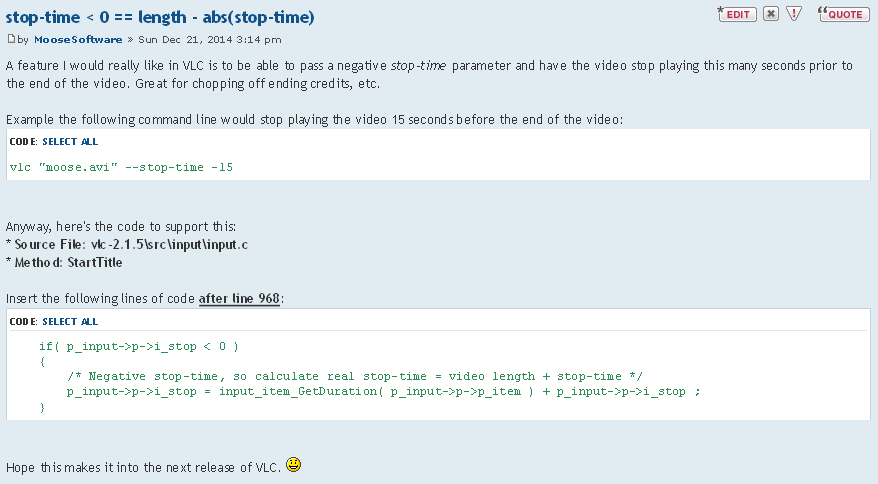 stop-time < 0 == length - abs(stop-time)
*EDIT
“QUOTE
by MooseSoftware » Sun Dec 21, 2014 3:14 pm
A feature I would really like in VLC is to be able to pass a negative stop-time parameter and have the video stop playing this many seconds prior to
the end of the video. Great for chopping off ending credits, etc.
Example the following command line would stop playing the video 15 seconds before the end of the video:
CODE: SELECT ALL
vlc "moose.avi" --stop-time -15
Anyway, here's the code to support this:
* Source File: vlc-2.1.5\src\input\input.c
* Method: StartTitle
Insert the following lines of code after line 968:
CODE: SELECT ALL
if( p_input->p->i_stop < 0 )
{
/* Negative stop-time, so calculate real stop-time = video length + stop-time */
p_input->p->i_stop = input_item_GetDuration( p_input->p->p_item ) + p_input->p->i_stop ;
}
Hope this makes it into the next release of VLC.